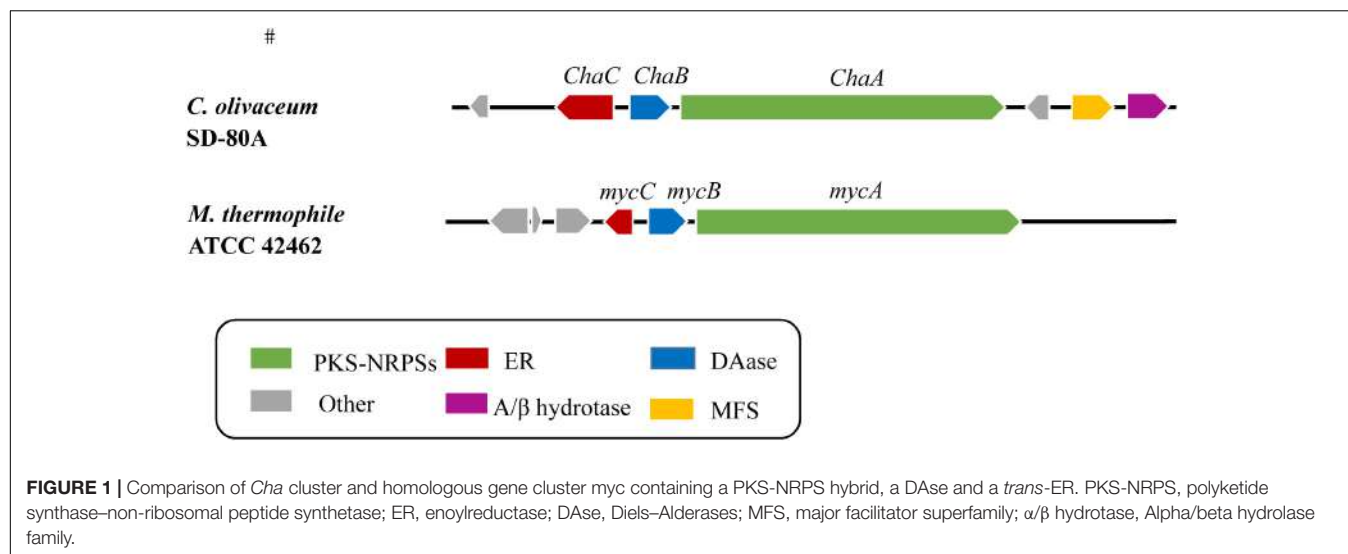 #
ChaC ChaB ChaA
C. olivaceum
SD-80A
mycC mycB mycA
M. thermophile
ATCC 42462
PKS-NRPSs ER DAase
Other A/β hydrotase MFS
FIGURE 1 | Comparison of Cha cluster and homologous gene cluster myc containing a PKS-NRPS hybrid, a DAse and a trans-ER. PKS-NRPS, polyketide
synthase–non-ribosomal peptide synthetase; ER, enoylreductase; DAse, Diels–Alderases; MFS, major facilitator superfamily; α/β hydrotase, Alpha/beta hydrolase
family.